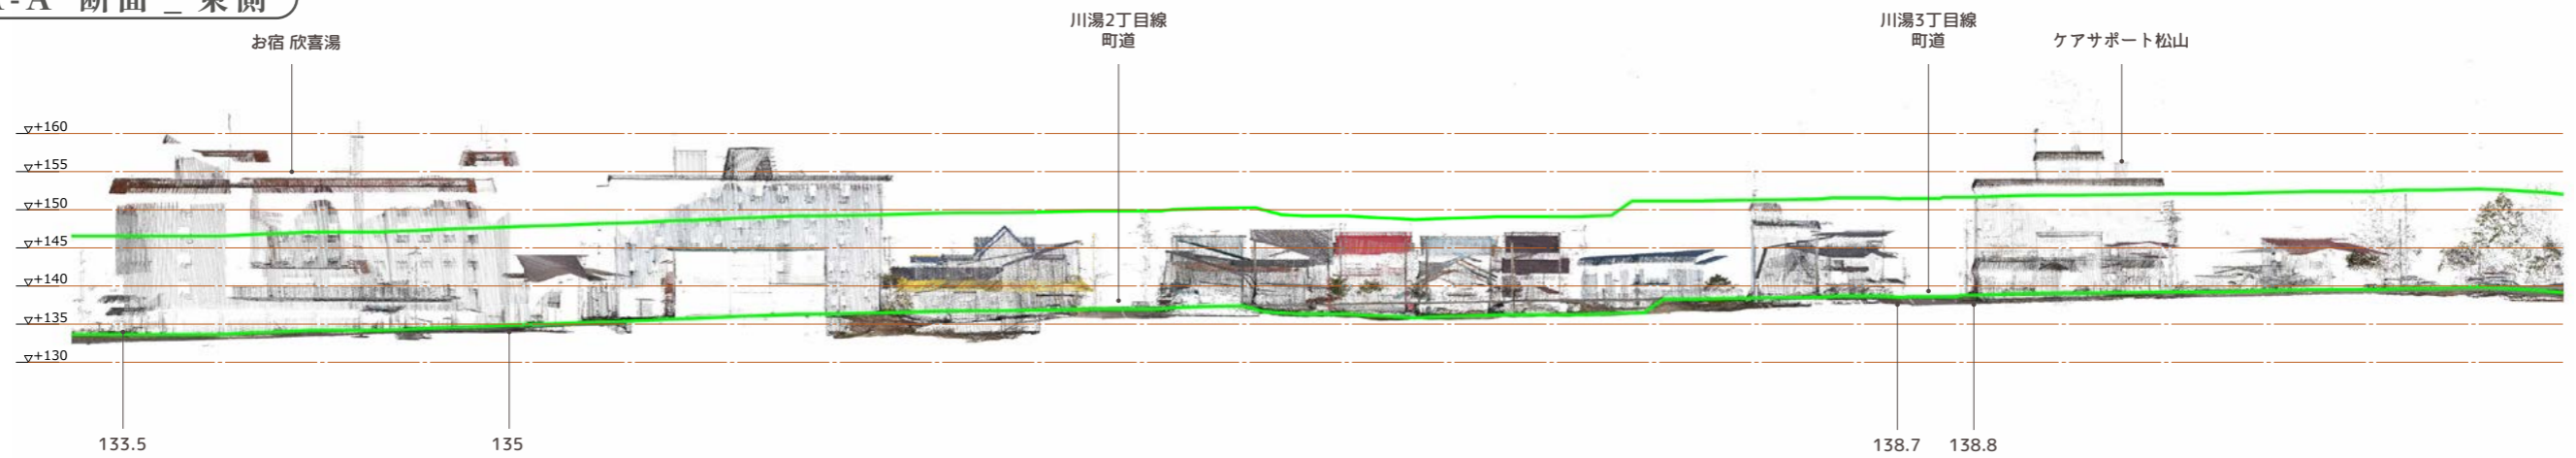 -A 断面 _ 東側
お宿 欣喜湯
川湯2丁目線
町道
川湯3丁目線
町道
ケアサポート松山
+160
+155
+150
+145
+140
+135
+130
133.5
135
138.7
138.8